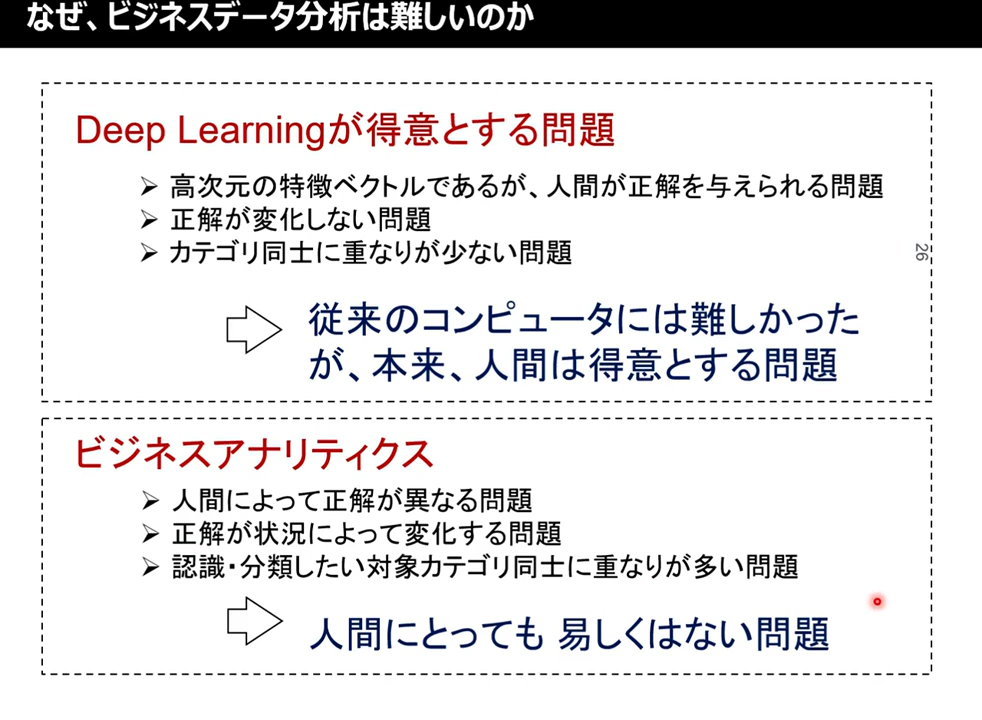 なぜ、ビジネスデータ分析は難しいのか
Deep Learningが得意とする問題
➢ 高次元の特徴ベクトルであるが、人間が正解を与えられる問題
➢ 正解が変化しない問題
➢ カテゴリ同士に重なりが少ない問題
26
従来のコンピュータには難しかった
が、本来、人間は得意とする問題
ビジネスアナリティクス
➢ 人間によって正解が異なる問題
➢ 正解が状況によって変化する問題
➢ 認識・分類したい対象カテゴリ同士に重なりが多い問題
人間にとっても 易しくはない問題